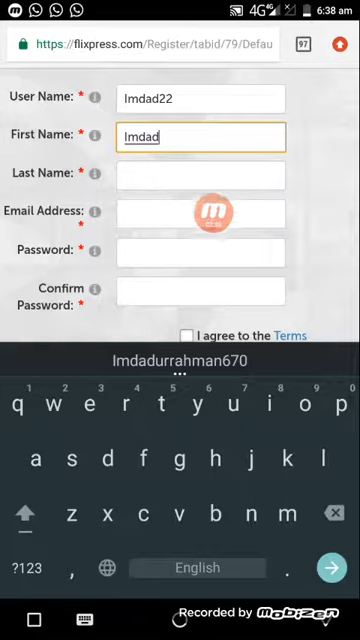 4G 4G 6:38 am
https://flixpress.com/Register/tabid/79/Defau 97
User Name: * Imdad22
First Name: * Imdad
Last Name: *
Email Address: *
Password: *
Confirm
Password: *
I agree to the Terms
Imdadurrahman670
1 2 3 4 5 6 7 8 9 0
q w e r t y u i o p
a s d f g h j k l
z x c v b n m
?123 , English .
Recorded by mobizen